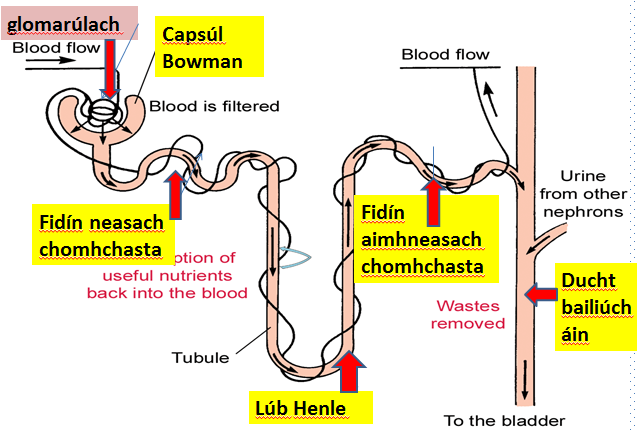 glomarúlach
Blood flow
Capsúl
Bowman
Blood is filtered
Blood flow
Urine
from other
nephrons
Fidín neasach
chomhchasta
Fidín
aimhneasach
chomhchasta
ption of
useful nutrients
back into the blood
Ducht
bailiúch
áin
Wastes
removed
Tubule
Lúb Henle
To the bladder